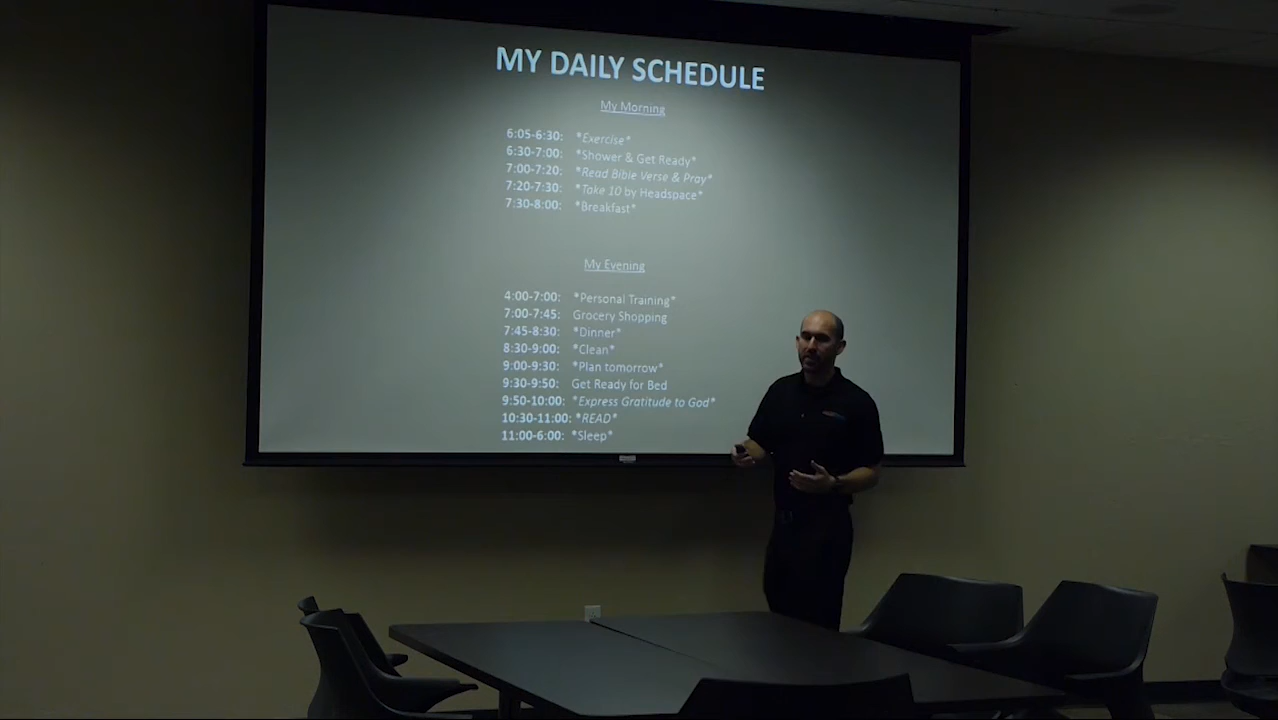 MY DAILY SCHEDULE
My Morning
6:05-6:30: *Exercise*
6:30-7:00: *Shower & Get Ready*
7:00-7:20: *Read Bible Verse & Pray*
7:20-7:30: *Take 10 by Headspace*
7:30-8:00: *Breakfast*
My Evening
4:00-7:00: *Personal Training*
7:00-7:45: Grocery Shopping
7:45-8:30: *Dinner*
8:30-9:00: *Clean*
9:00-9:30: *Plan tomorrow*
9:30-9:50: Get Ready for Bed
9:50-10:00: *Express Gratitude to God*
10:30-11:00: *READ*
11:00-6:00: *Sleep*